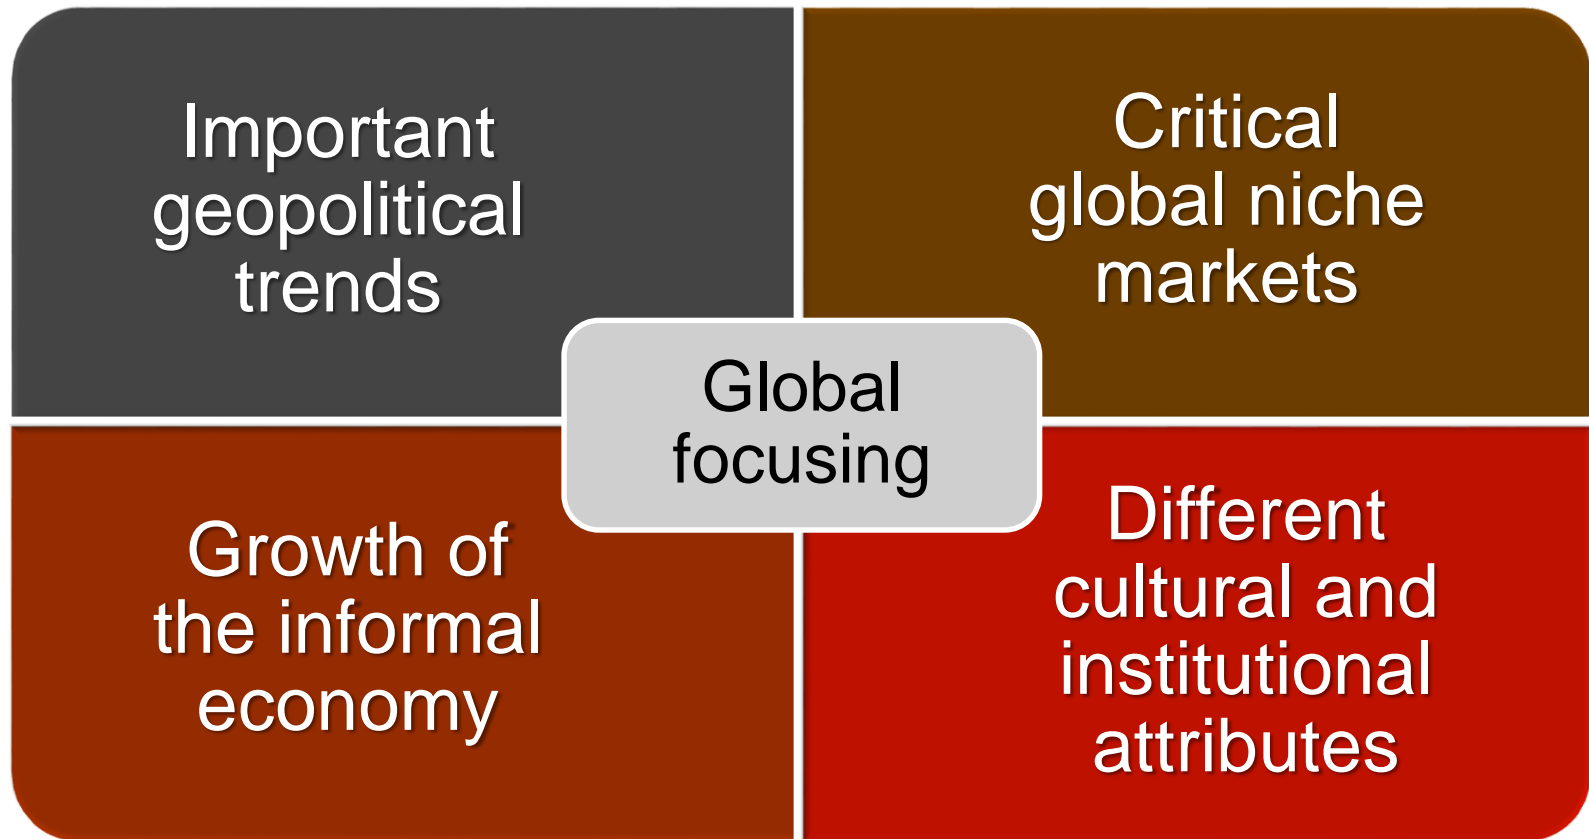 Important
geopolitical
trends
Critical
global niche
markets
Global
focusing
Growth of
the informal
economy
Different
cultural and
institutional
attributes